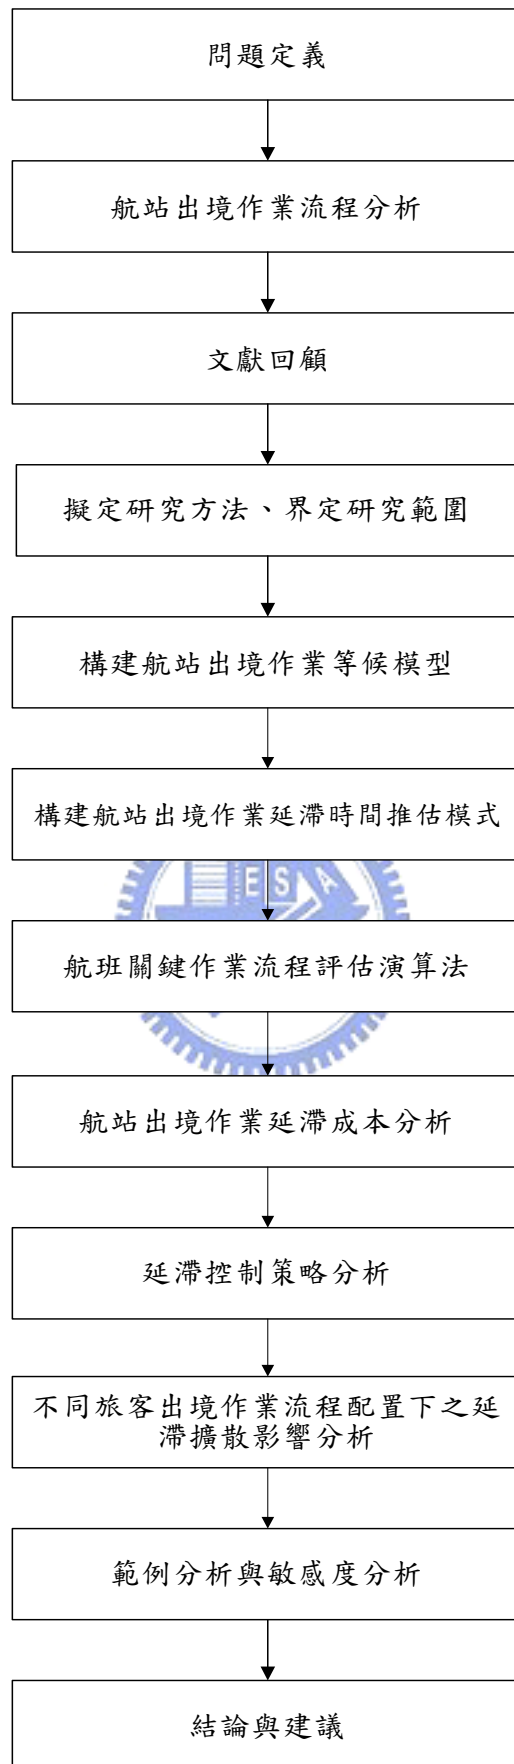 問題定義
航站出境作業流程分析
文獻回顧
擬定研究方法、界定研究範圍
構建航站出境作業等候模型
構建航站出境作業延滯時間推估模式
ESA
航班關鍵作業流程評估演算法
航站出境作業延滯成本分析
延滯控制策略分析
不同旅客出境作業流程配置下之延
滯擴散影響分析
範例分析與敏感度分析
結論與建議